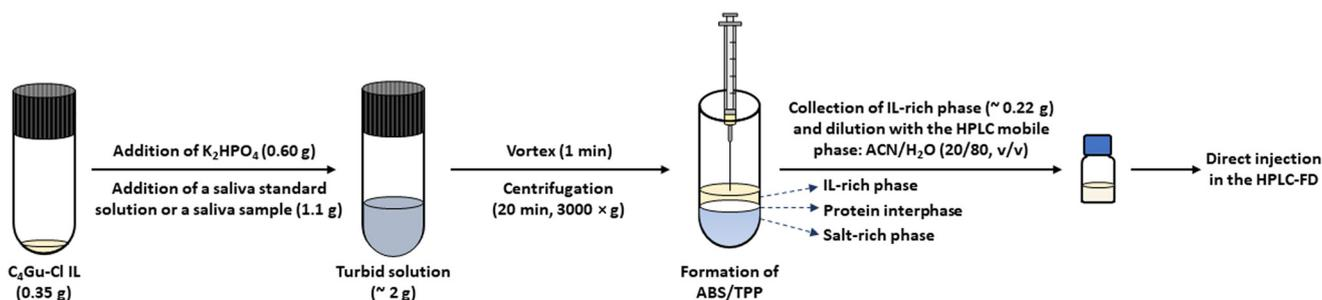 C₄Gu-Cl IL
(0.35 g)
Addition of K₂HPO₄ (0.60 g)
Addition of a saliva standard
solution or a saliva sample (1.1 g)
Turbid solution
(~ 2 g)
Vortex (1 min)
Centrifugation
(20 min, 3000 × g)
Formation of
ABS/TPP
Collection of IL-rich phase (~ 0.22 g)
and dilution with the HPLC mobile
phase: ACN/H₂O (20/80, v/v)
IL-rich phase
Protein interphase
Salt-rich phase
Direct injection
in the HPLC-FD